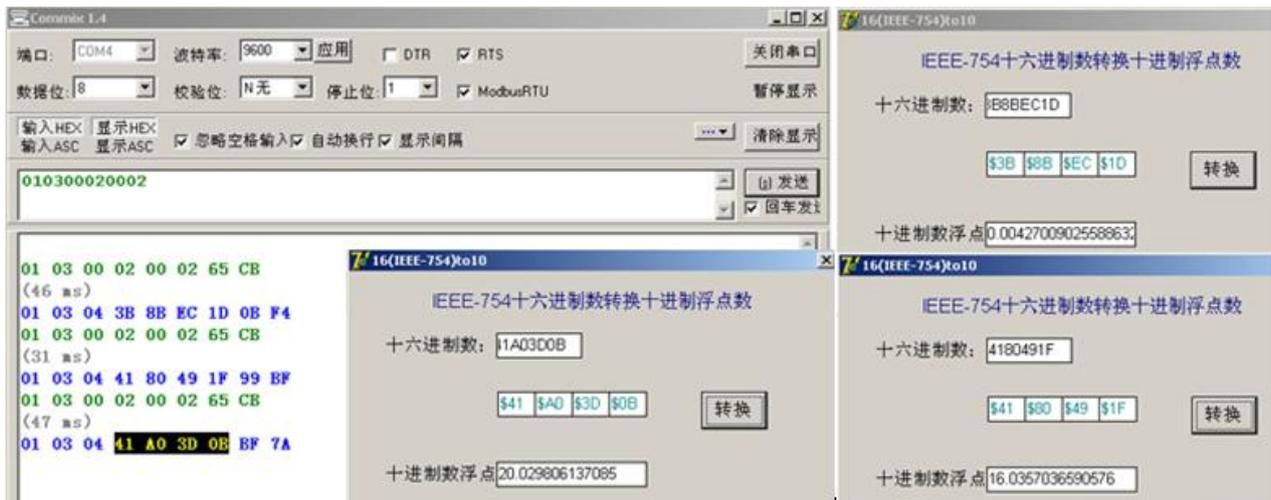 Commix 1.4
端口: COM4 波特率: 9600 应用 DTR RTS 关闭串口
数据位: 8 校验位: N无 停止位: 1 ModbusRTU 暂停显示
输入HEX 显示HEX
输入ASC 显示ASC
忽略空格输入 自动换行 显示间隔 清除显示
010300020002
发送
回车发
01 03 00 02 00 02 65 CB
(46 ms)
01 03 04 3B 8B EC 1D 0B F4
01 03 00 02 00 02 65 CB
(31 ms)
01 03 04 41 80 49 1F 99 BF
01 03 00 02 00 02 65 CB
(47 ms)
01 03 04 41 A0 3D 0B BF 7A
16(IEEE-754)to10
IEEE-754十六进制数转换十进制浮点数
十六进制数: B8BEC1D
$3B $8B $EC $1D
转换
十进制数浮点 0.0042700902558863
16(IEEE-754)to10
IEEE-754十六进制数转换十进制浮点数
十六进制数: 1A03D0B
$41 $A0 $3D $0B
转换
十进制数浮点 20.029806137085
16(IEEE-754)to10
IEEE-754十六进制数转换十进制浮点数
十六进制数: 4180491F
$41 $80 $49 $1F
转换
十进制数浮点 16.0357036590576